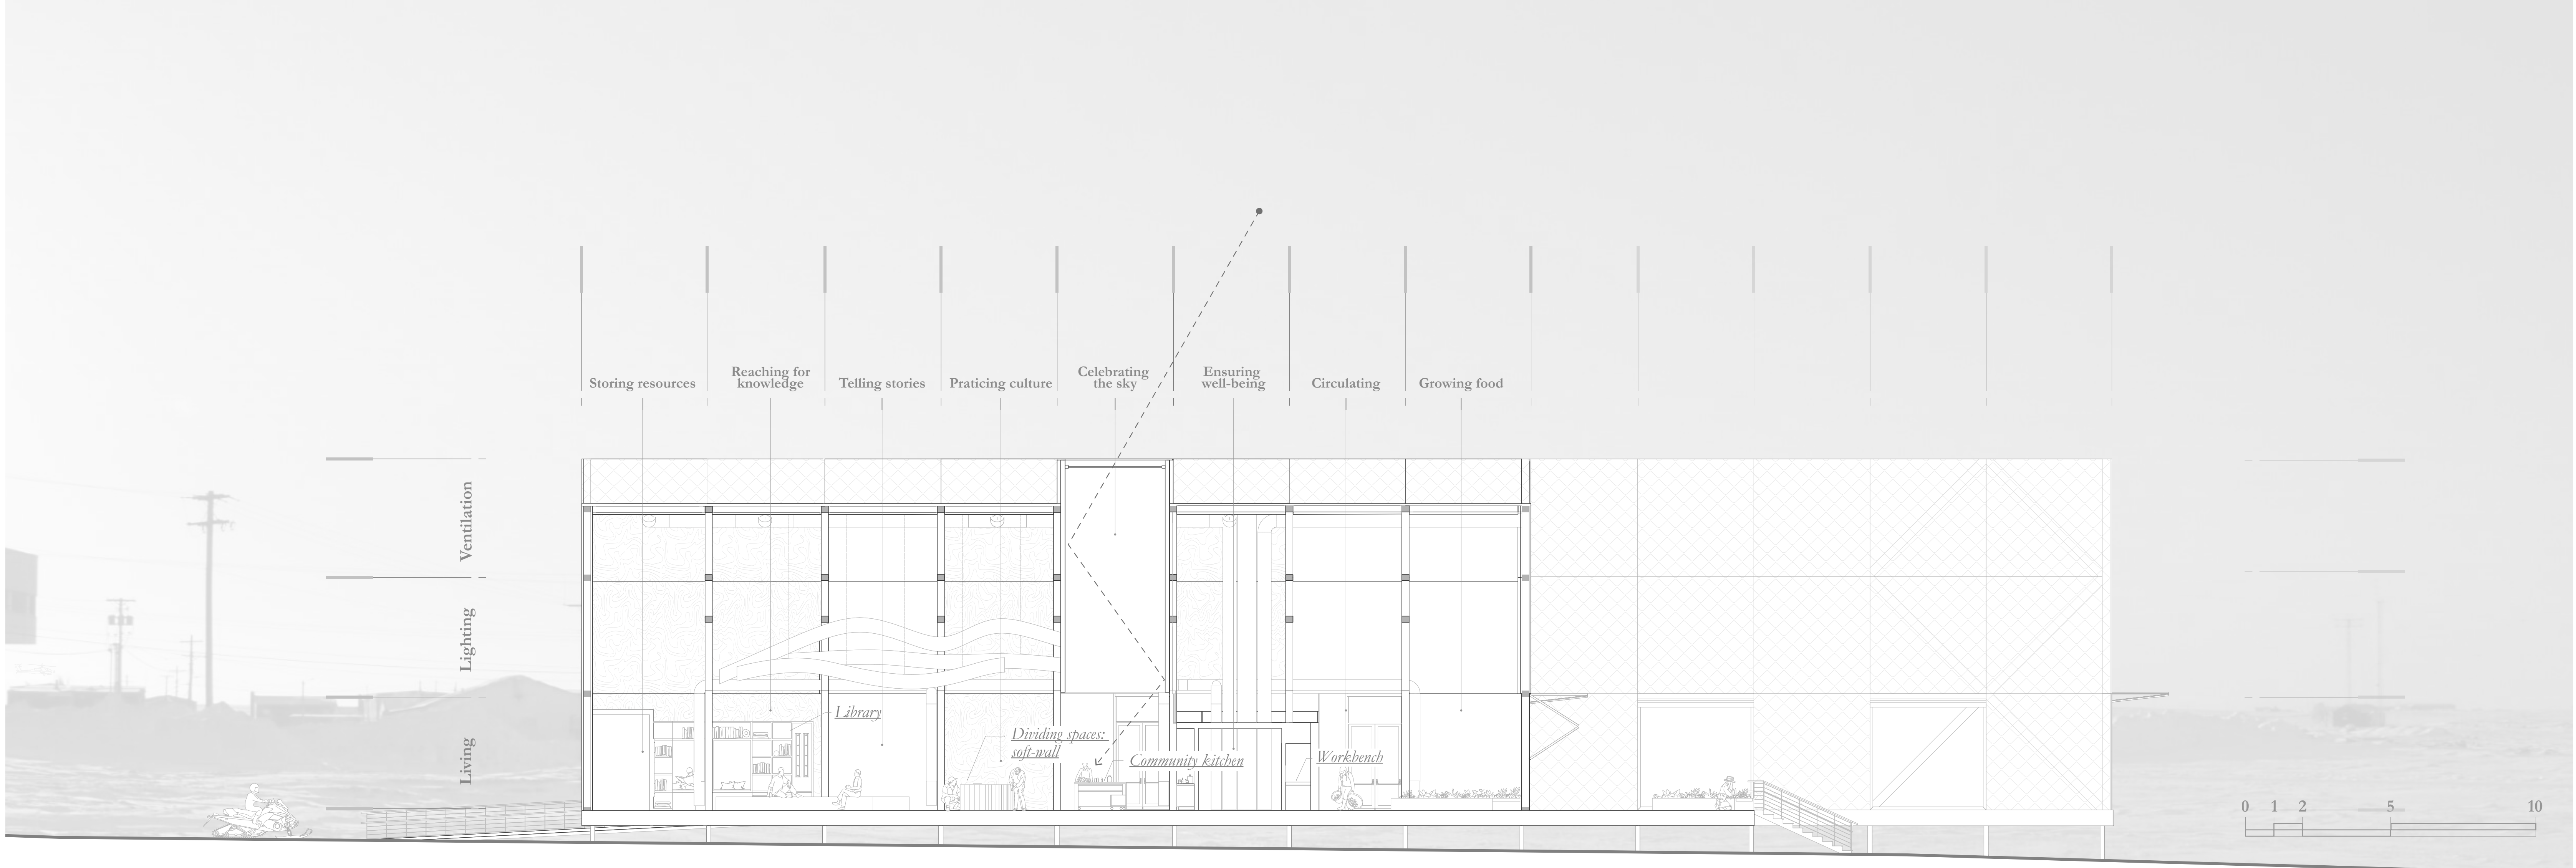 Storing resources
Reaching for
knowledge
Telling stories
Praticing culture
Celebrating
the sky
Ensuring
well-being
Circulating
Growing food
Ventilation
Lighting
Living
Library
Dividing spaces:
soft-wall
Community kitchen
Workbench
0 1 2 5 10